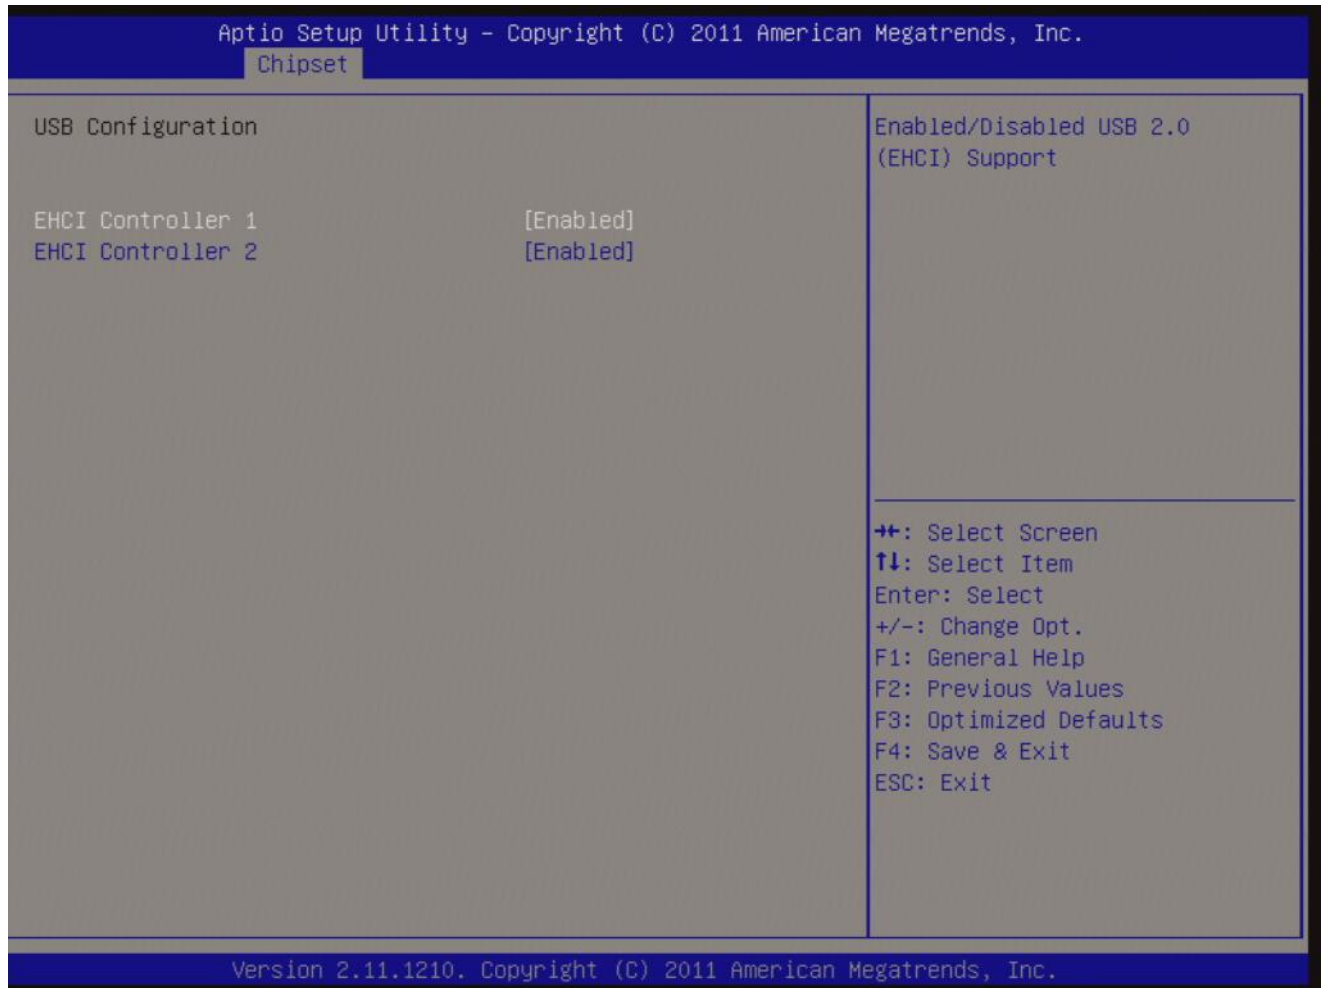 Aptio Setup Utility – Copyright (C) 2011 American Megatrends, Inc.
Chipset
USB Configuration
EHCI Controller 1 [Enabled]
EHCI Controller 2 [Enabled]
Enabled/Disabled USB 2.0
(EHCI) Support
→←: Select Screen
↑↓: Select Item
Enter: Select
+/-: Change Opt.
F1: General Help
F2: Previous Values
F3: Optimized Defaults
F4: Save & Exit
ESC: Exit
Version 2.11.1210. Copyright (C) 2011 American Megatrends, Inc.